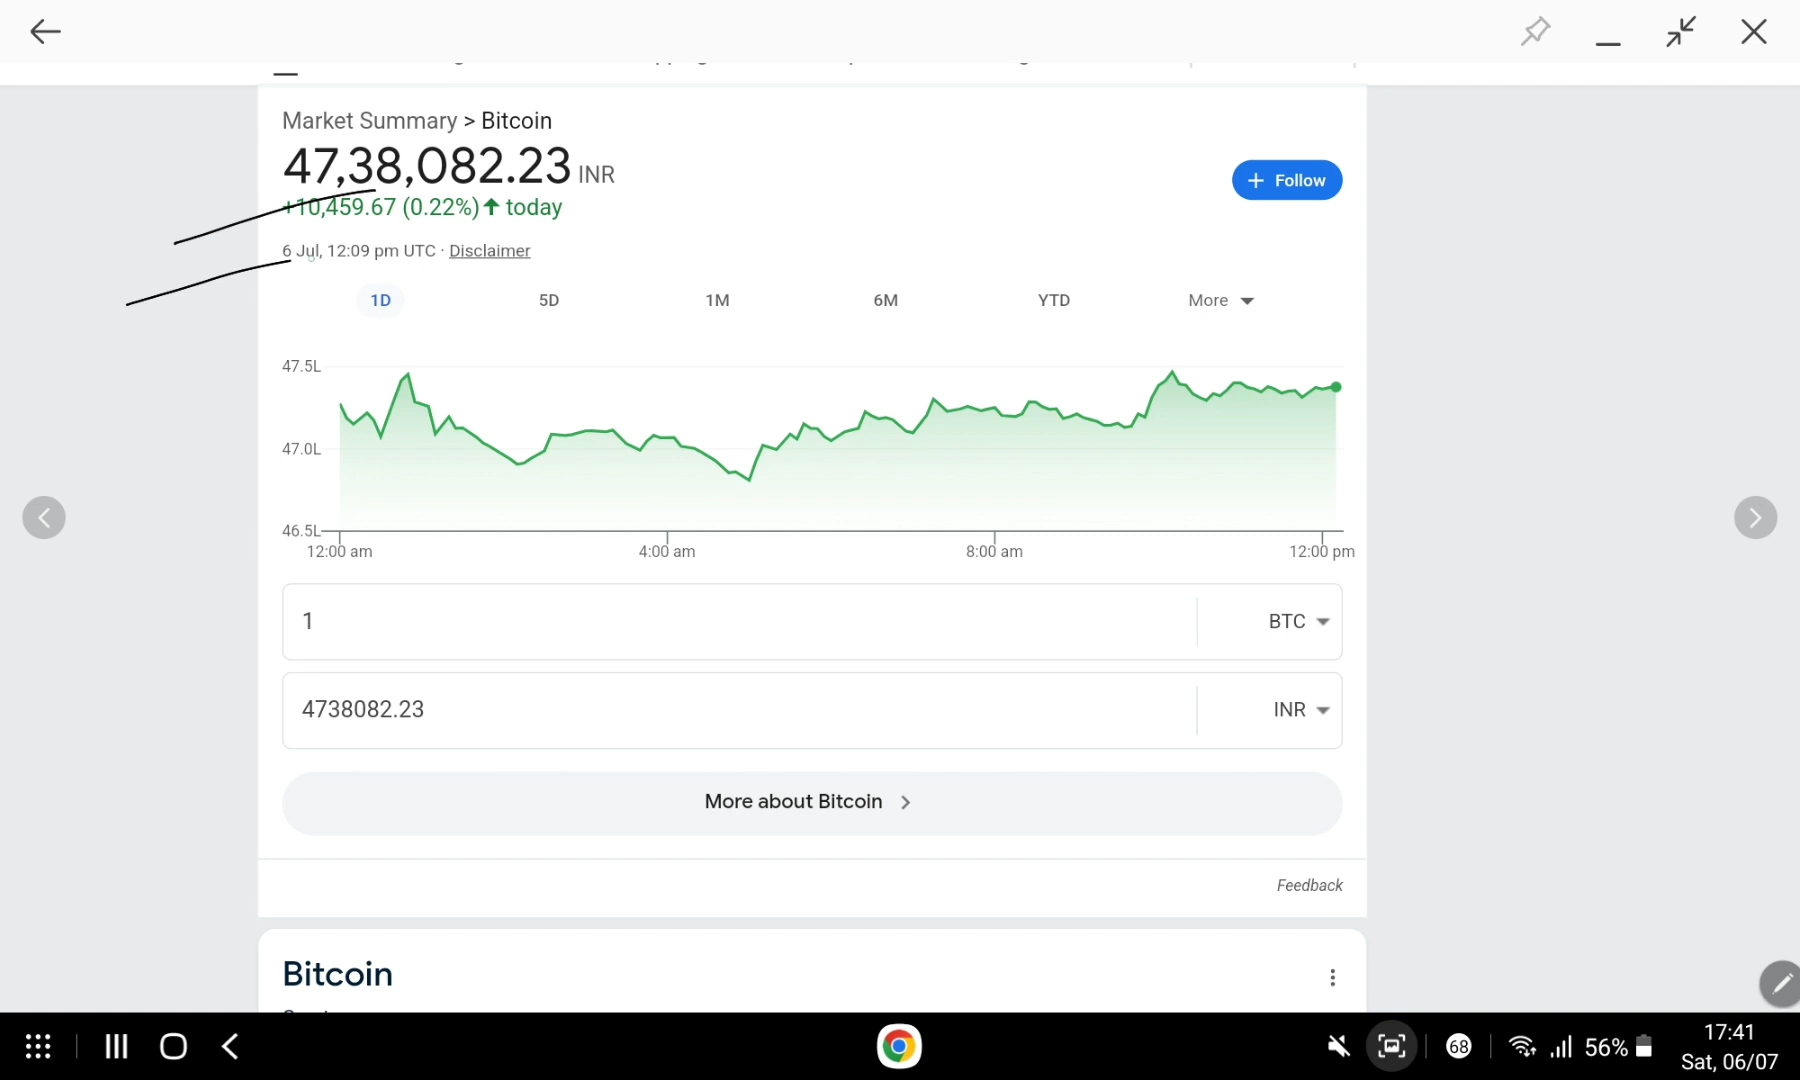 Market Summary > Bitcoin
47,38,082.23 INR
+ Follow
+10,459.67 (0.22%) ↑ today
6 Jul, 12:09 pm UTC · Disclaimer
1D 5D 1M 6M YTD More
47.5L
47.0L
46.5L
12:00 am 4:00 am 8:00 am 12:00 pm
1 BTC
4738082.23 INR
More about Bitcoin >
Feedback
Bitcoin
68 56% 17:41
Sat, 06/07